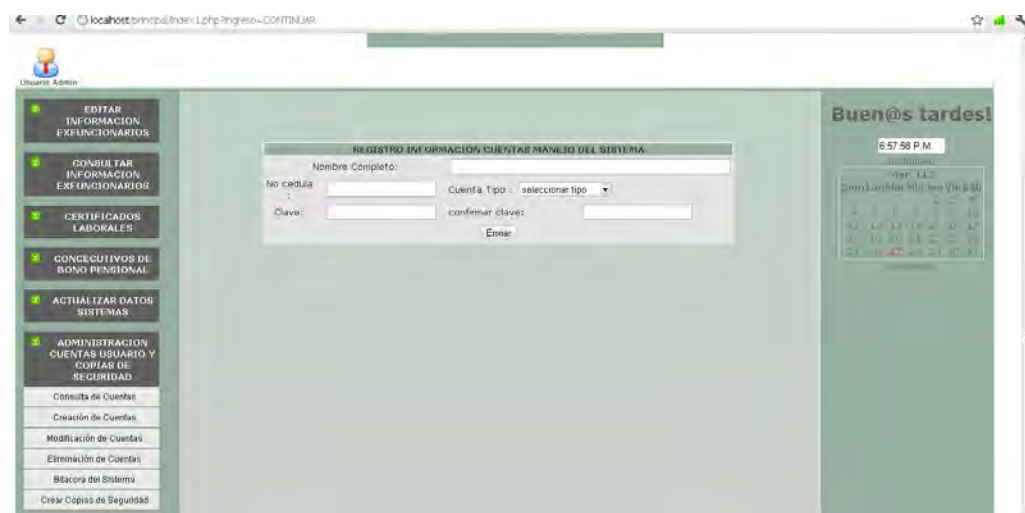 localhost/principal/index1.php?ingreso=CONTINUAR
Usuario Admin
EDITAR
INFORMACION
EXFUNCIONARIOS
CONSULTAR
INFORMACION
EXFUNCIONARIOS
CERTIFICADOS
LABORALES
CONCECUTIVOS DE
BONO PENSIONAL
ACTUALIZAR DATOS
SISTEMAS
ADMINISTRACION
CUENTAS USUARIO Y
COPIAS DE
SEGURIDAD
Consulta de Cuentas
Creación de Cuentas
Modificación de Cuentas
Eliminación de Cuentas
Bitacora del Sistema
Crear Copias de Seguridad
REGISTRO INFORMACION CUENTAS MANEJO DEL SISTEMA
Nombre Completo:
No cedula
:
Cuenta Tipo : seleccionar tipo
Clave:
confirmar clave:
Enviar
Buen@s tardes!
6:57:58 P.M.